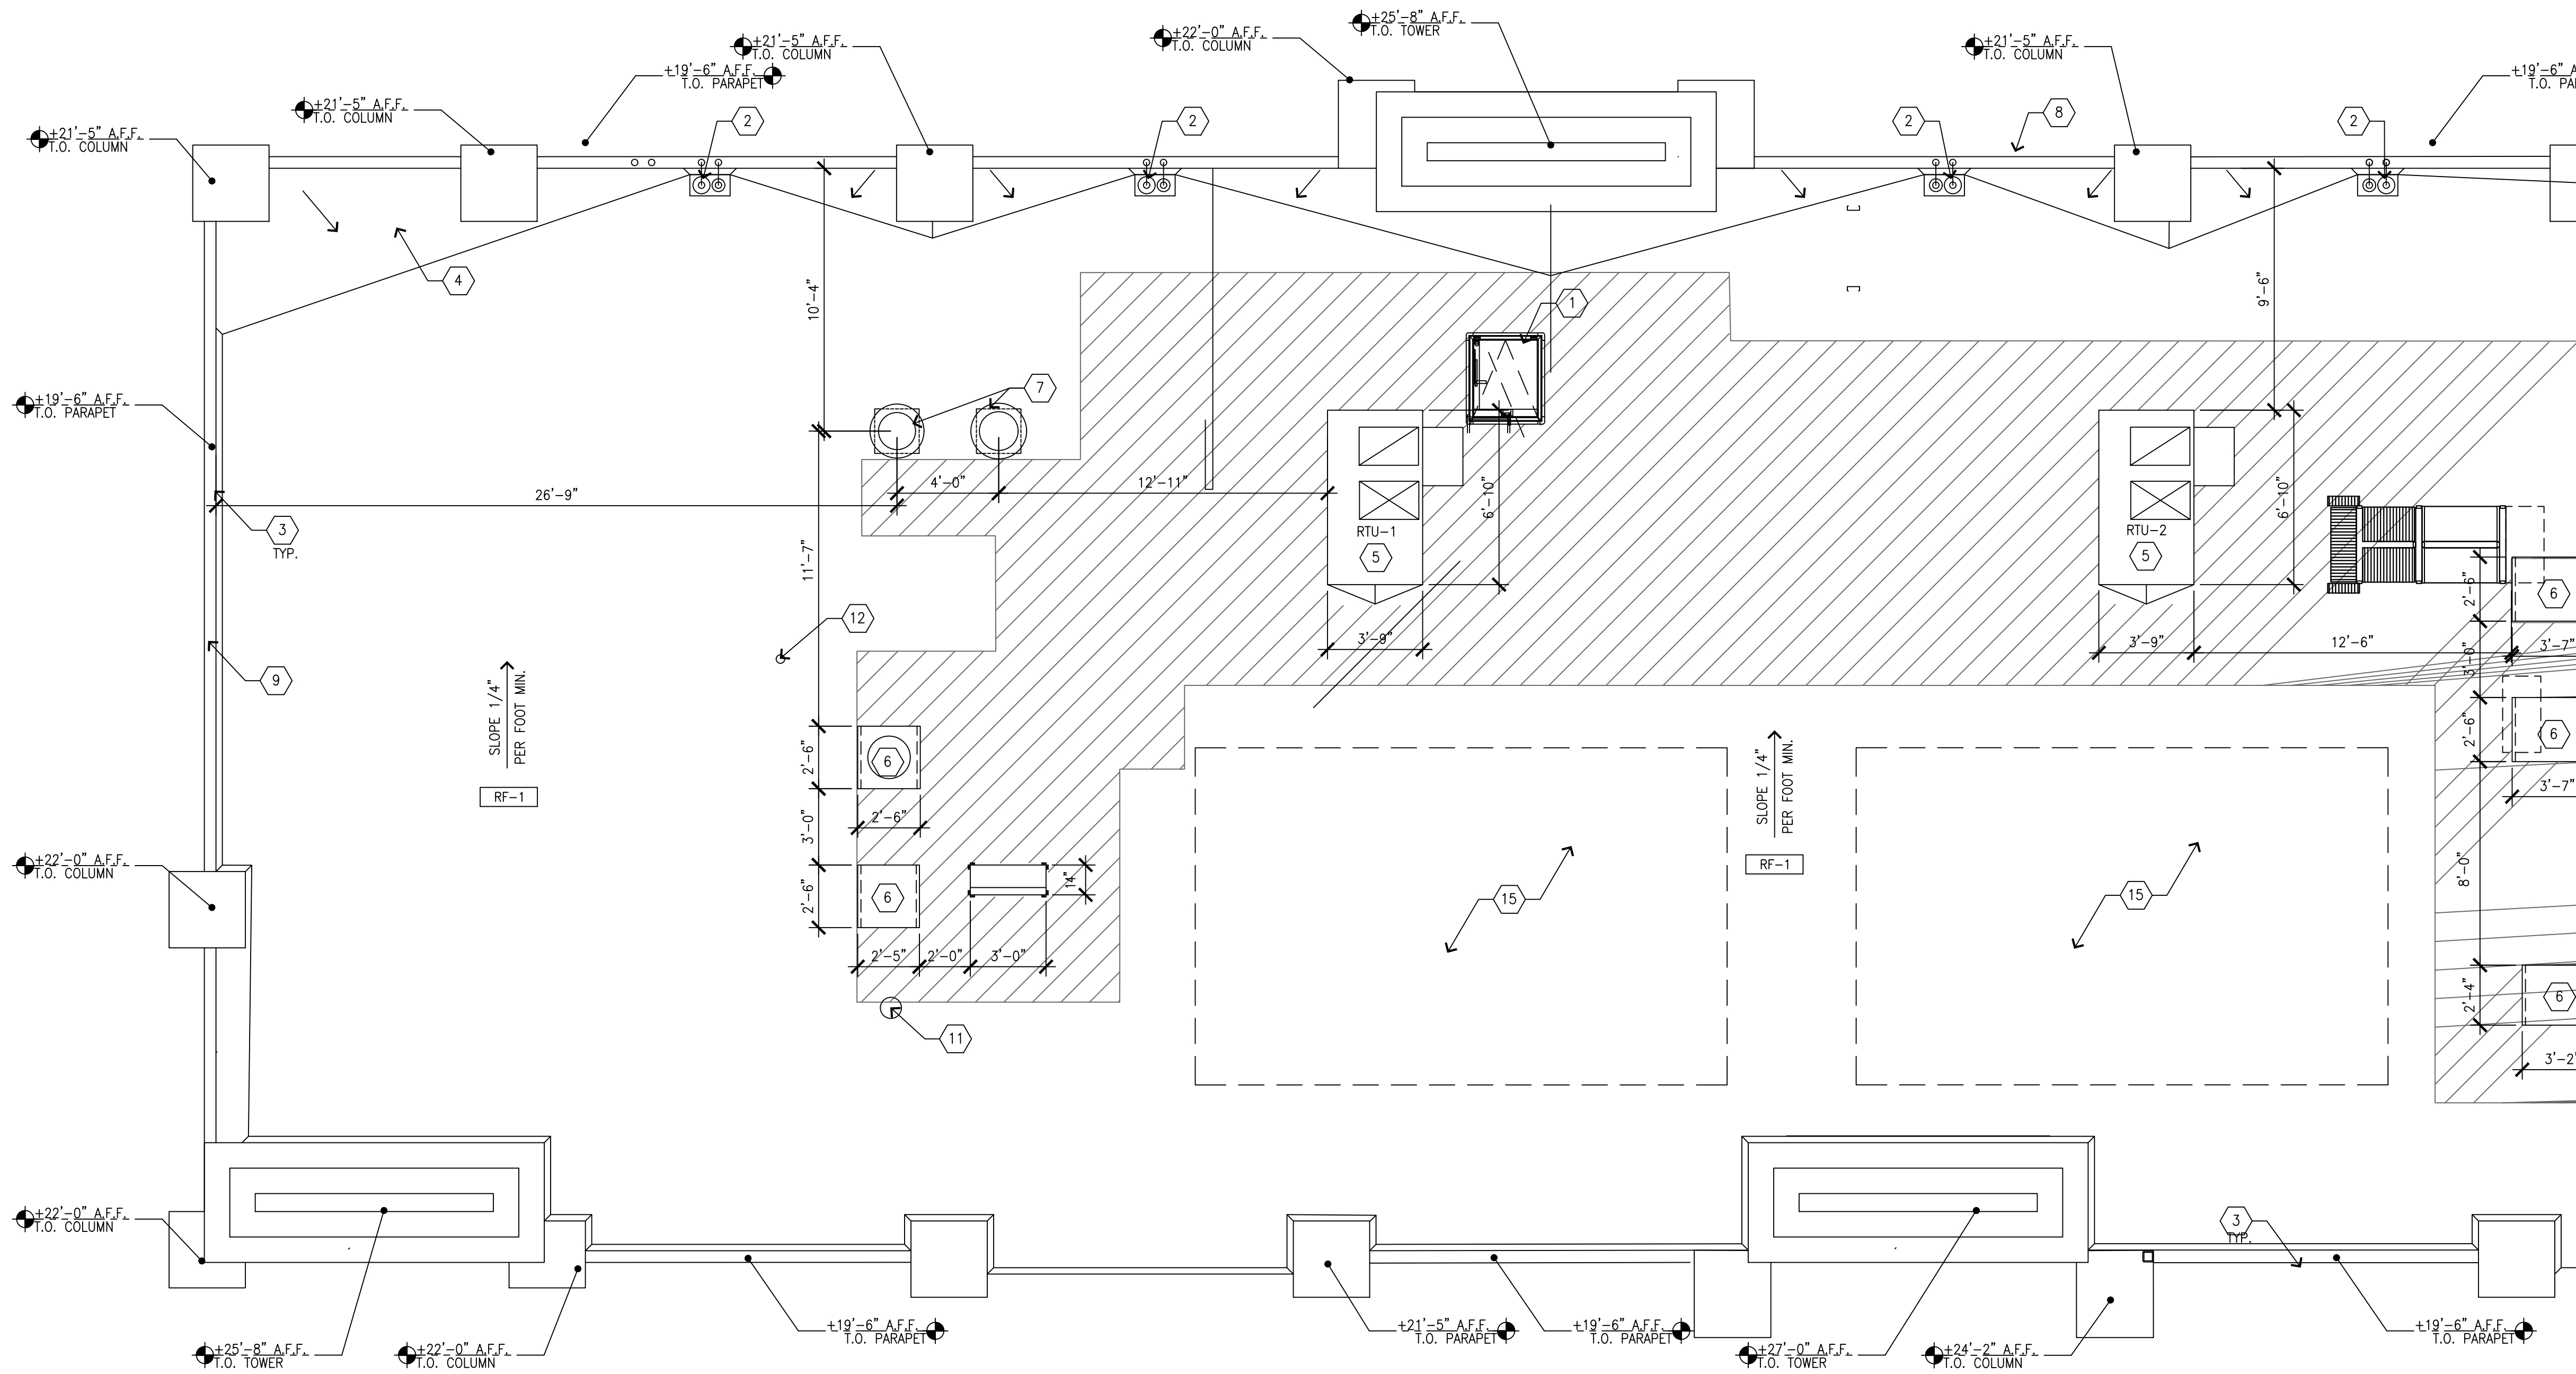 +25'-8" A.F.F.
T.O. TOWER
+22'-0" A.F.F.
T.O. COLUMN
+21'-5" A.F.F.
T.O. COLUMN
+21'-5" A.F.F.
T.O. COLUMN
+19'-6" A.F.F.
T.O. PARAPET
+19'-6"
T.O.
+21'-5" A.F.F.
T.O. COLUMN
+21'-5" A.F.F.
T.O. COLUMN
2
2
2
8
2
4
10'-4"
9'-6"
1
7
+19'-6" A.F.F.
T.O. PARAPET
26'-9"
4'-0"
12'-11"
6'-10"
6'-10"
3
TYP.
RTU-1
5
RTU-2
5
11'-7"
2'-6"
6
12
3'-9"
3'-9"
12'-6"
3'-7"
3'-0"
9
SLOPE 1/4"
PER FOOT MIN.
RF-1
2'-6"
6
2'-6"
3'-0"
2'-6"
6
SLOPE 1/4"
PER FOOT MIN.
RF-1
3'-7"
+22'-0" A.F.F.
T.O. COLUMN
2'-6"
6
14"
15
15
8'-0"
2'-5"
2'-0"
3'-0"
11
2'-4"
6
3'-2"
+22'-0" A.F.F.
T.O. COLUMN
3
TYP.
+19'-6" A.F.F.
T.O. PARAPET
+21'-5" A.F.F.
T.O. PARAPET
+19'-6" A.F.F.
T.O. PARAPET
+19'-6" A.F.F.
T.O. PARAPET
+25'-8" A.F.F.
T.O. TOWER
+22'-0" A.F.F.
T.O. COLUMN
+27'-0" A.F.F.
T.O. TOWER
+24'-2" A.F.F.
T.O. COLUMN